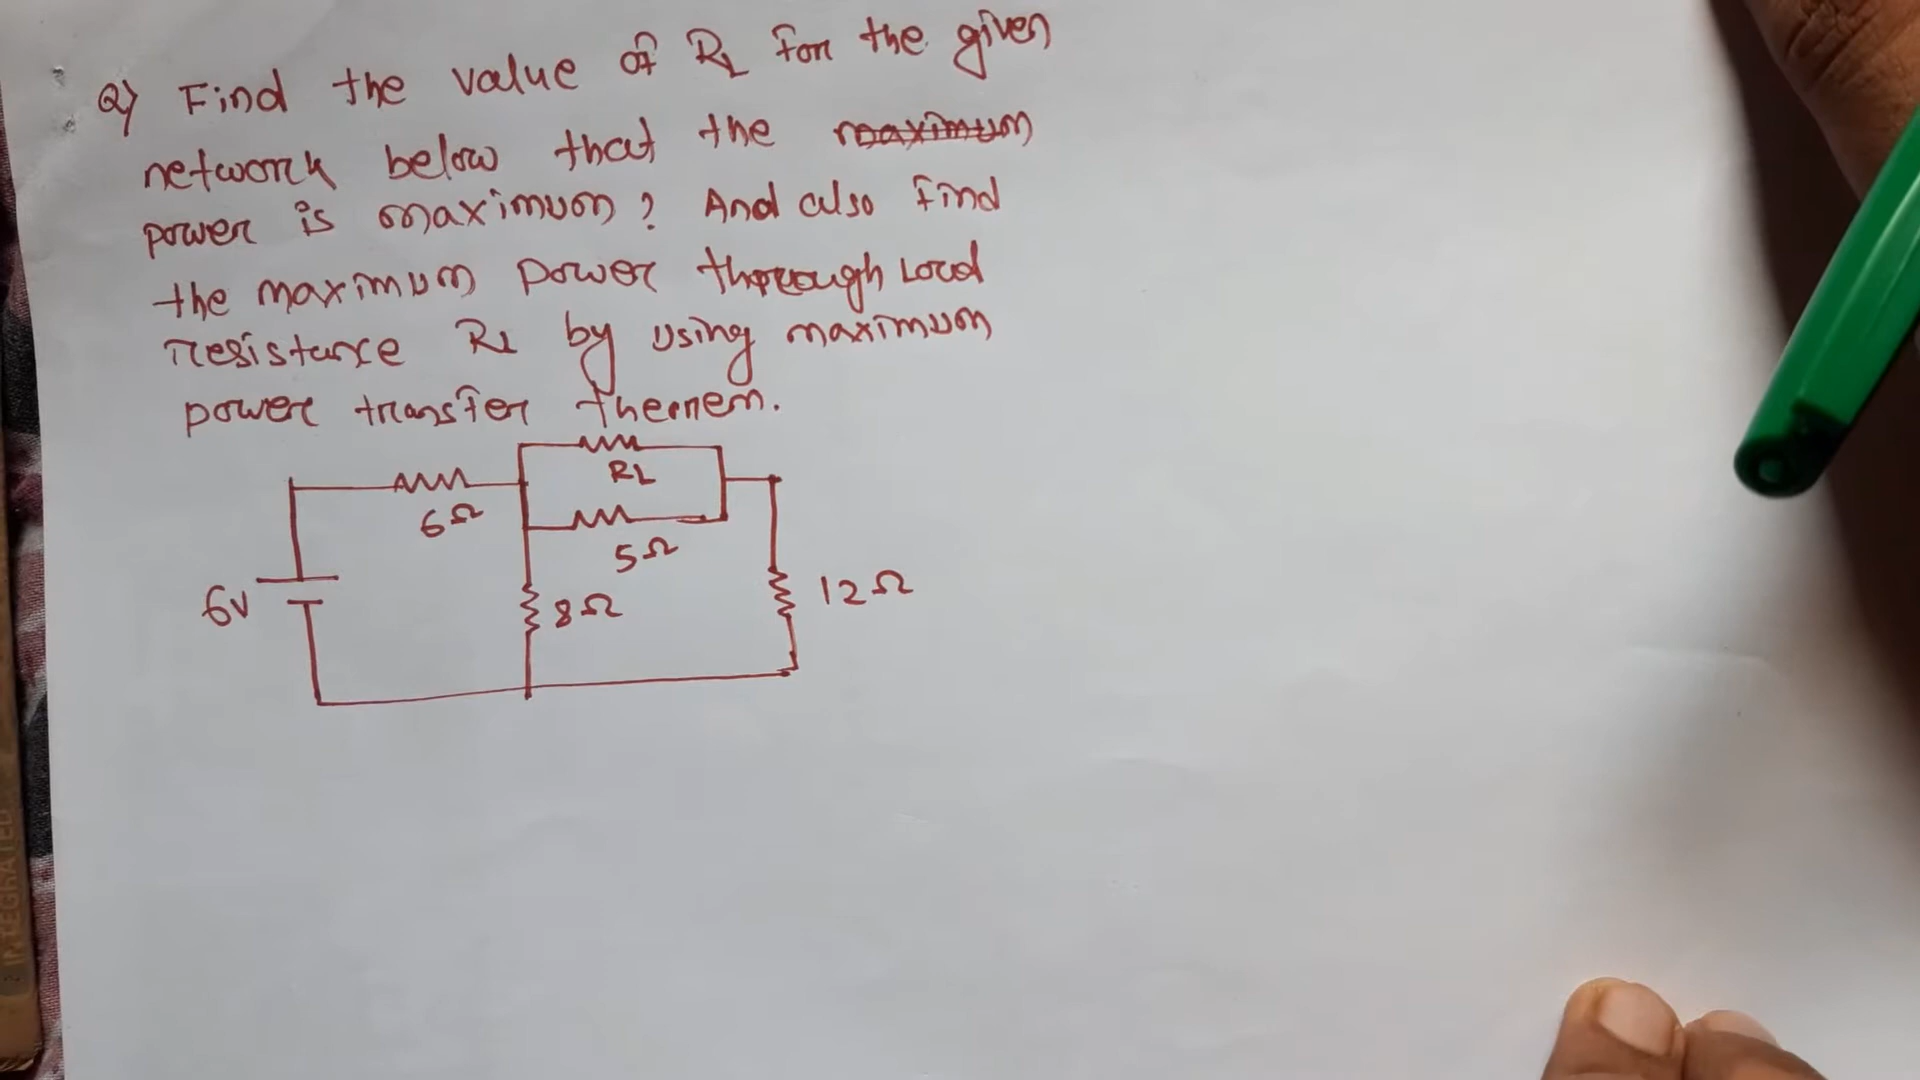 Q) Find the value of RL for the given
network below that the maximum
power is maximum? And also find
the maximum power through Load
resistance RL by using maximum
power transfer theorem.
RL
6Ω
5Ω
6V
8Ω
12Ω
INTEGRATED